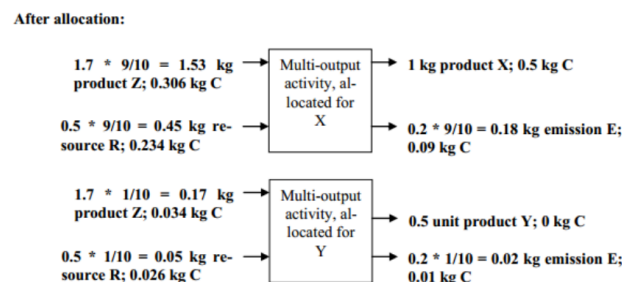 After allocation:
1.7 * 9/10 = 1.53 kg
product Z; 0.306 kg C
0.5 * 9/10 = 0.45 kg re-
source R; 0.234 kg C
Multi-output
activity, al-
located for
X
1 kg product X; 0.5 kg C
0.2 * 9/10 = 0.18 kg emission E;
0.09 kg C
1.7 * 1/10 = 0.17 kg
product Z; 0.034 kg C
0.5 * 1/10 = 0.05 kg re-
source R; 0.026 kg C
Multi-output
activity, al-
located for
Y
0.5 unit product Y; 0 kg C
0.2 * 1/10 = 0.02 kg emission E;
0.01 kg C